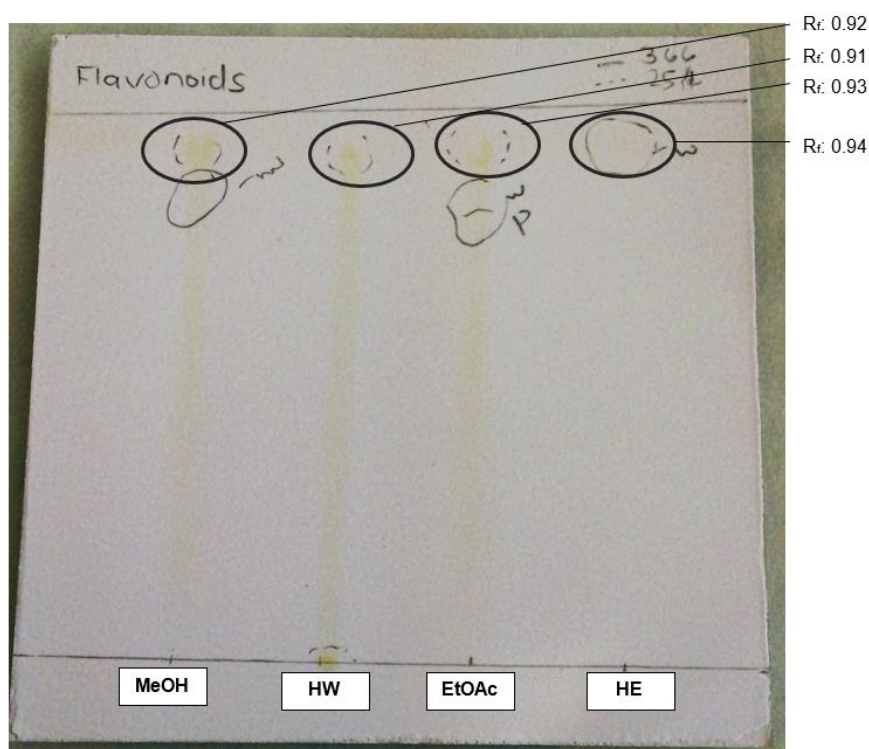 Rf: 0.92
Flavonoids
— 366
--- 254
Rf: 0.91
Rf: 0.93
Rf: 0.94
w
w
w
P
MeOH
HW
EtOAc
HE